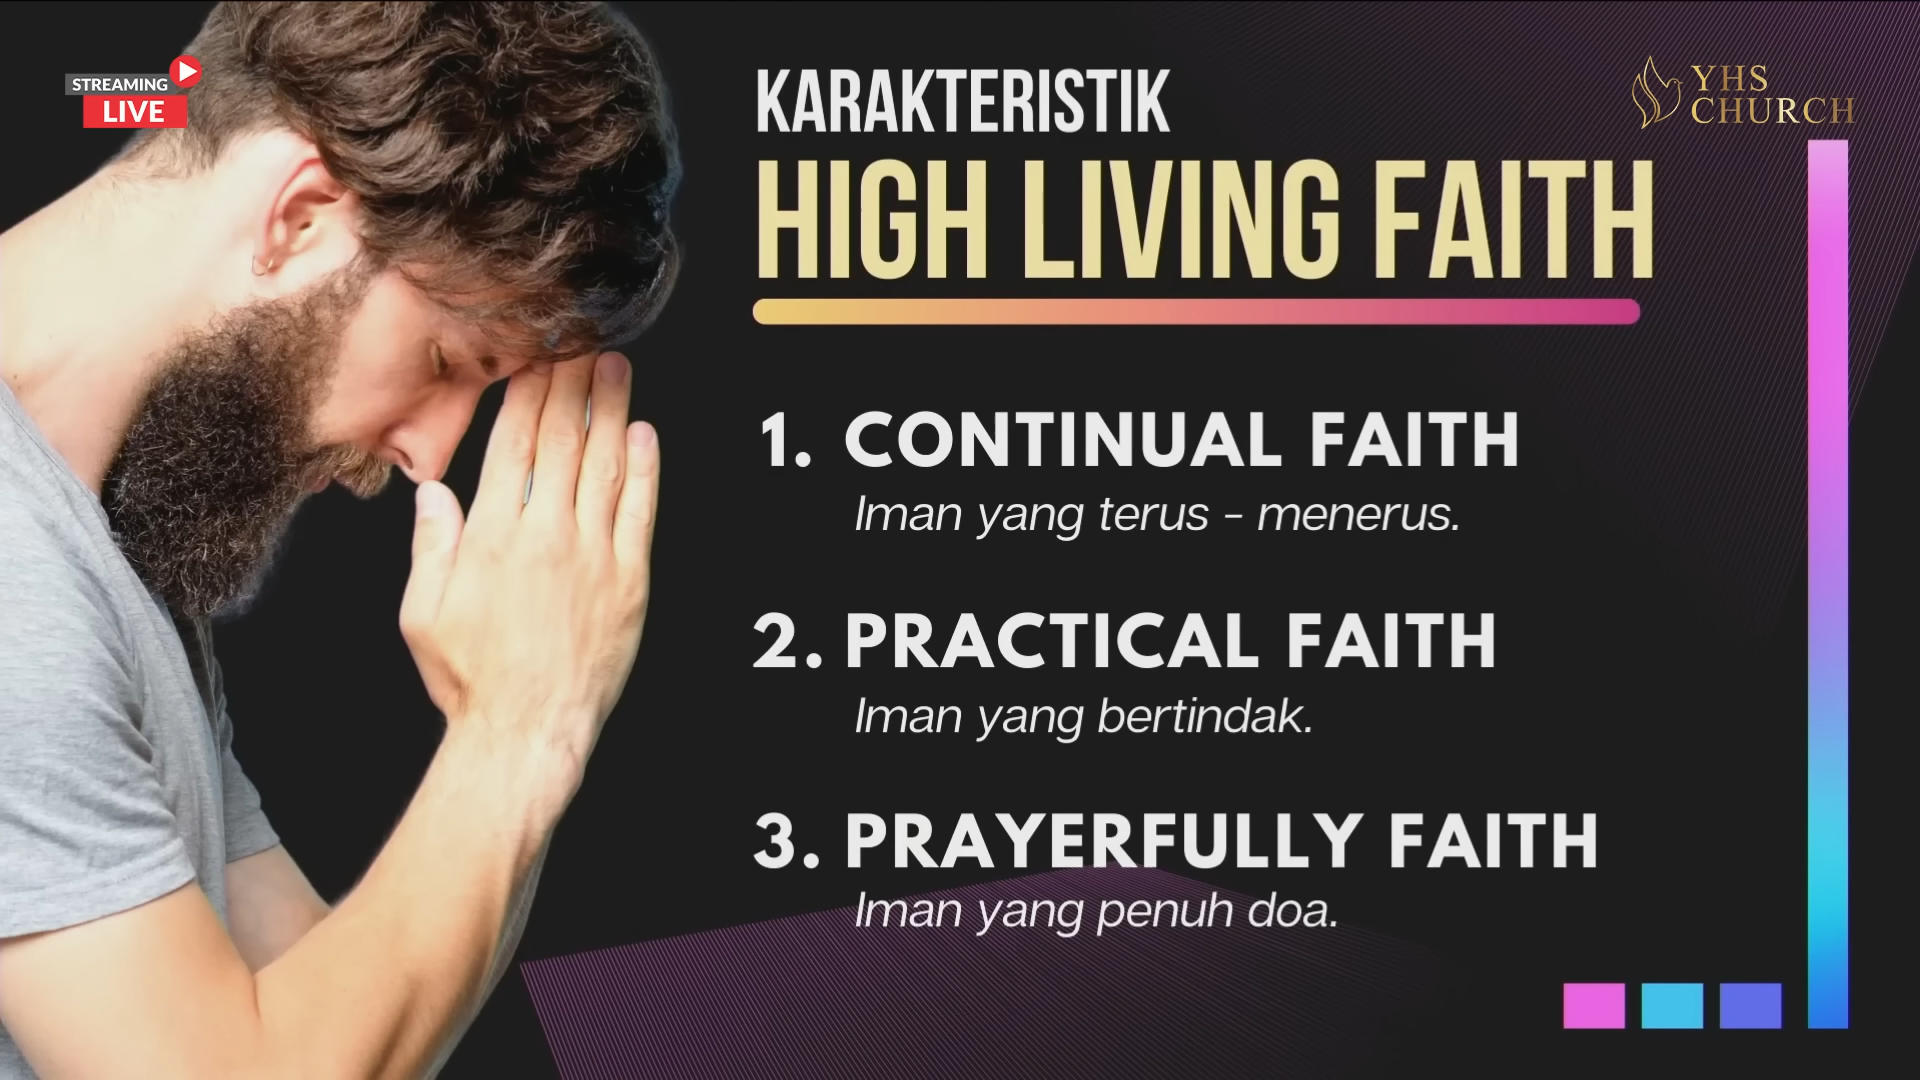 STREAMING
LIVE
YHS
CHURCH
KARAKTERISTIK
HIGH LIVING FAITH
1. CONTINUAL FAITH
Iman yang terus - menerus.
2. PRACTICAL FAITH
Iman yang bertindak.
3. PRAYERFULLY FAITH
Iman yang penuh doa.